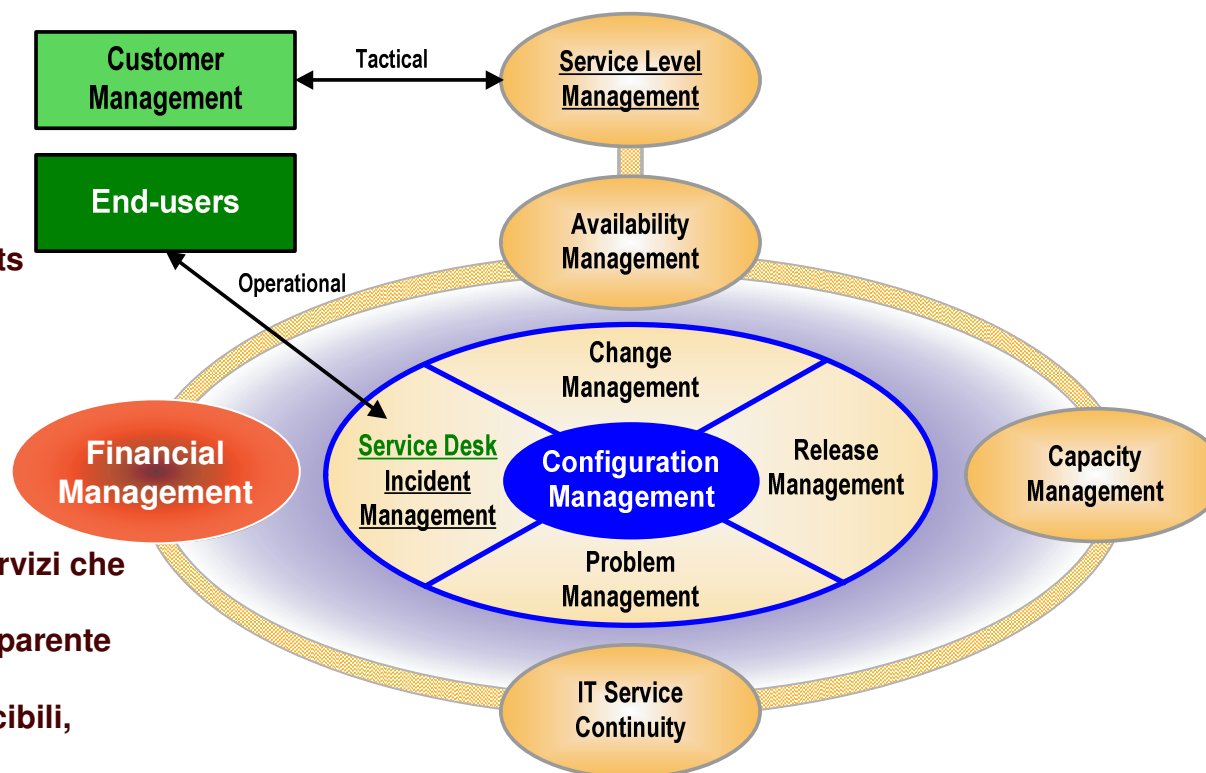 Customer
Management
Tactical
Service Level
Management
End-users
Availability
Management
ts
Operational
Change
Management
Financial
Management
Service Desk
Incident
Management
Configuration
Management
Release
Management
Capacity
Management
rvizi che
Problem
Management
parente
IT Service
Continuity
cibili,